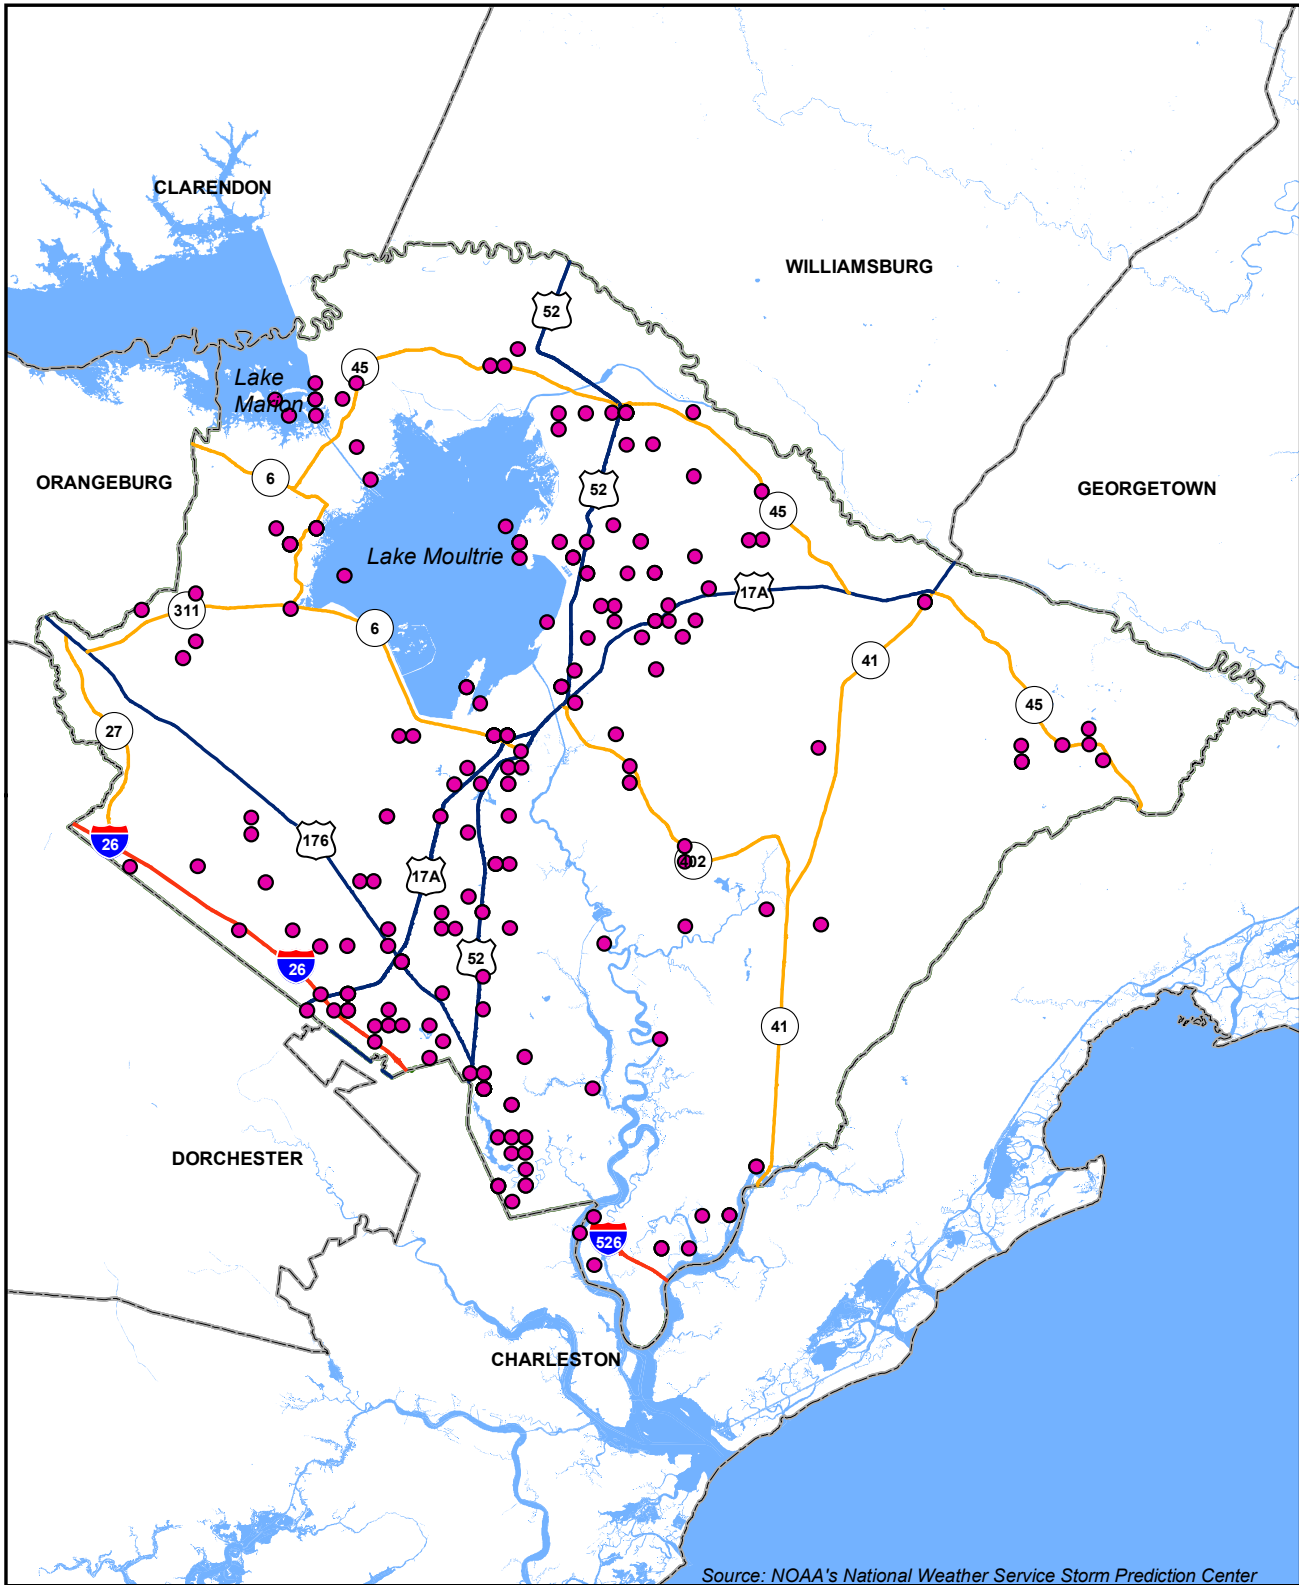 CLARENDON
WILLIAMSBURG
52
45
Lake
Marion
ORANGEBURG
6
52
GEORGETOWN
45
Lake Moultrie
17A
311
6
41
45
27
176
26
402
17A
52
26
41
DORCHESTER
526
CHARLESTON
Source: NOAA's National Weather Service Storm Prediction Center